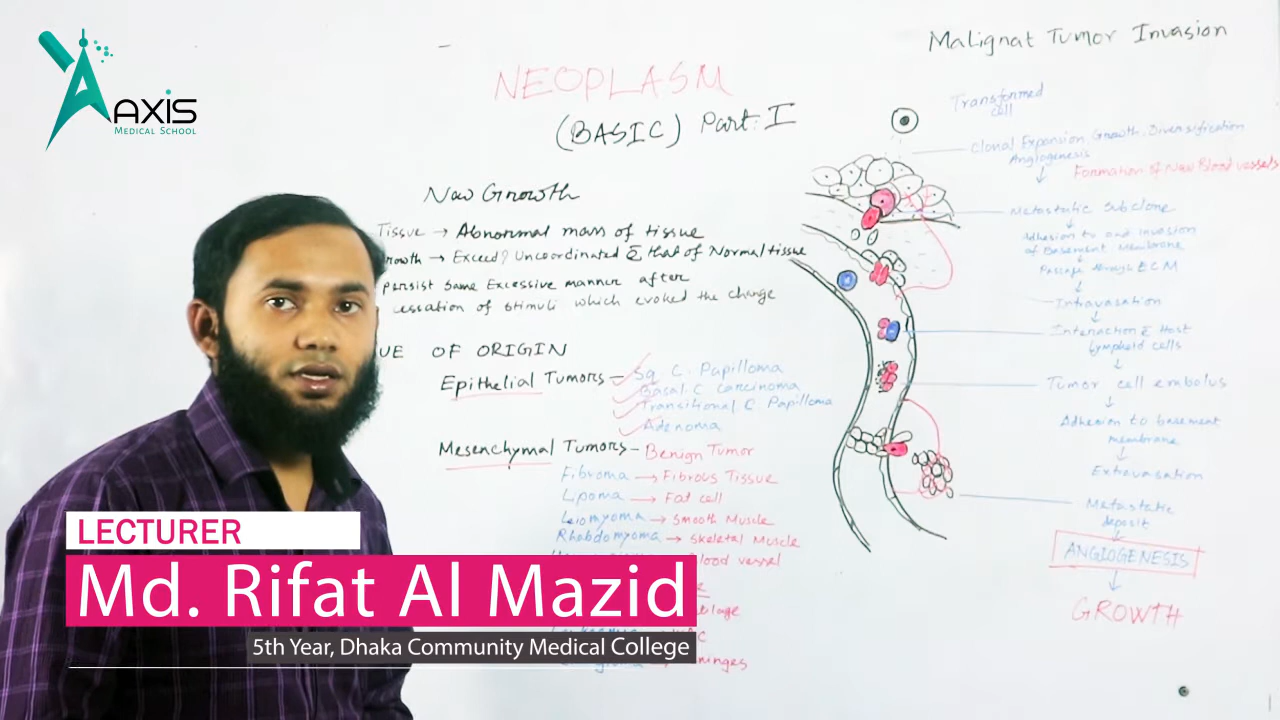 AXIS
MEDICAL SCHOOL
NEOPLASM
(BASIC) Part: I
New Growth
Tissue → Abnormal mass of tissue
rowth → Exceed? Uncoordinated c̄ that of Normal tissue
persist same Excessive manner after
cessation of stimuli which evoked the change
UE OF ORIGIN
Epithelial Tumors – Sq. C. Papilloma
Basal C Carcinoma
Transitional C Papilloma
Adenoma
Mesenchymal Tumors – Benign Tumor
Fibroma → Fibrous Tissue
Lipoma → Fat cell
Leiomyoma → Smooth Muscle
Rhabdomyoma → Skeletal Muscle
lood vessel
lage
inges
Malignat Tumor Invasion
Transformed
cell
Clonal Expansion, Growth, Diversification
Angiogenesis
Formation of New Blood vessels
Metastatic Subclone
Adhesion to and invasion
of Basement Membrane
Passage through ECM
Intravasation
Interaction c̄ Host
Lymphoid cells
Tumor cell embolus
Adhesion to basement
membrane
Extravasation
Metastatic
deposit
ANGIOGENESIS
GROWTH
LECTURER
Md. Rifat Al Mazid
5th Year, Dhaka Community Medical College